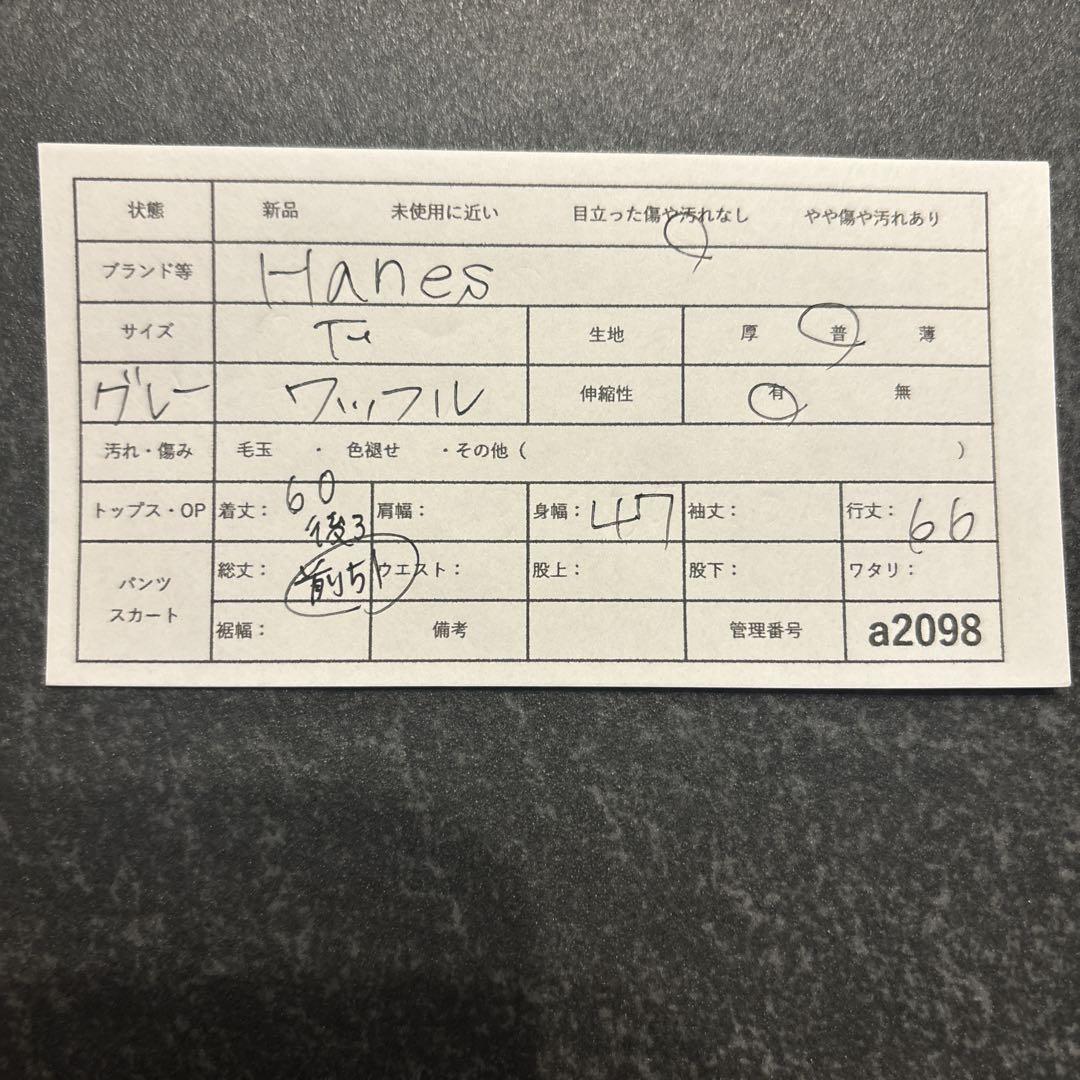 状態 新品 未使用に近い 目立った傷や汚れなし やや傷や汚れあり
ブランド等 Hanes
サイズ 生地 厚 普 薄
グレー ワッフル 伸縮性 有 無
汚れ・傷み 毛玉 ・ 色褪せ ・その他( )
トップス・OP 着丈: 60 肩幅: 身幅: 47 袖丈: 行丈: 66
後ろ
パンツ スカート 総丈: 前 ウエスト: 股上: 股下: ワタリ:
裾幅: 備考 管理番号 a2098